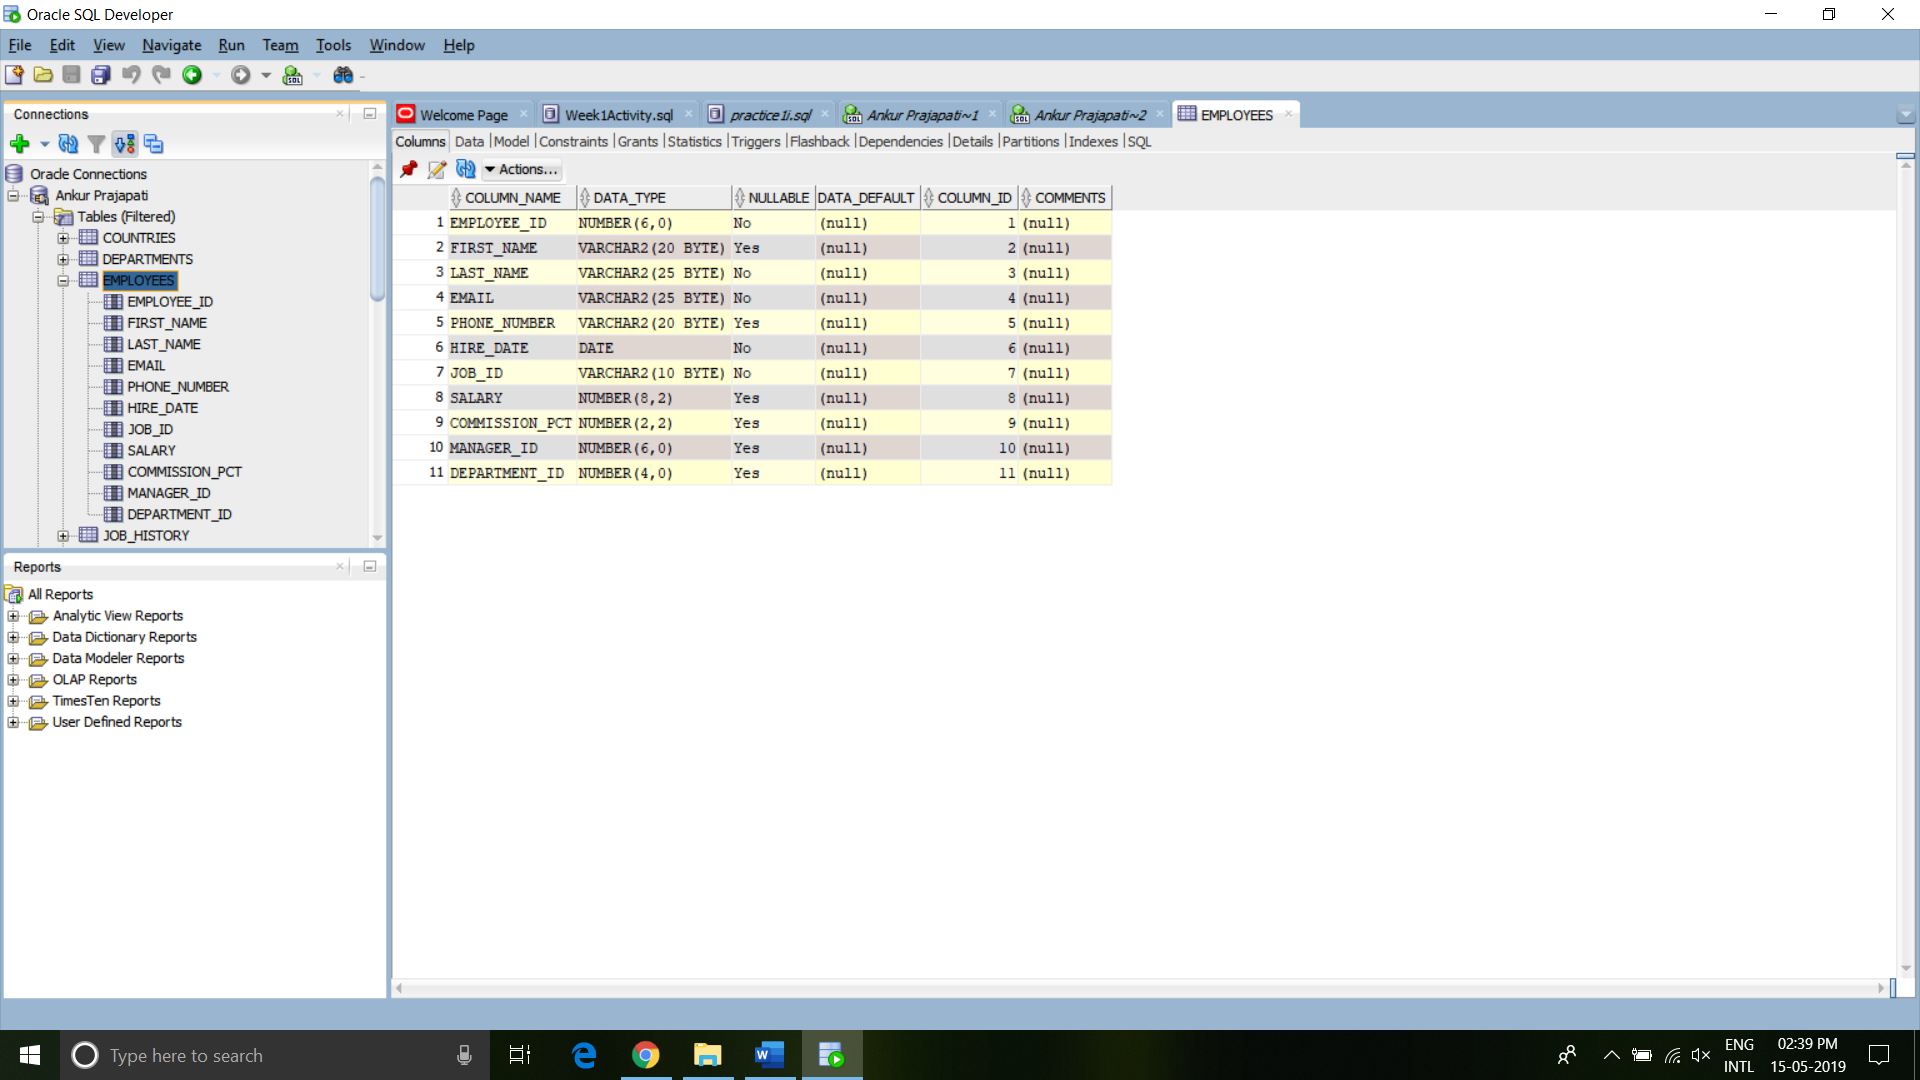 Oracle SQL Developer
File Edit View Navigate Run Team Tools Window Help
Connections
Oracle Connections
Ankur Prajapati
Tables (Filtered)
COUNTRIES
DEPARTMENTS
EMPLOYEES
EMPLOYEE_ID
FIRST_NAME
LAST_NAME
EMAIL
PHONE_NUMBER
HIRE_DATE
JOB_ID
SALARY
COMMISSION_PCT
MANAGER_ID
DEPARTMENT_ID
JOB_HISTORY
Reports
All Reports
Analytic View Reports
Data Dictionary Reports
Data Modeler Reports
OLAP Reports
TimesTen Reports
User Defined Reports
Welcome Page Week1Activity.sql practice1i.sql Ankur Prajapati~1 Ankur Prajapati~2 EMPLOYEES
Columns Data Model Constraints Grants Statistics Triggers Flashback Dependencies Details Partitions Indexes SQL
Actions...
COLUMN_NAME DATA_TYPE NULLABLE DATA_DEFAULT COLUMN_ID COMMENTS
1 EMPLOYEE_ID NUMBER(6,0) No (null) 1 (null)
2 FIRST_NAME VARCHAR2(20 BYTE) Yes (null) 2 (null)
3 LAST_NAME VARCHAR2(25 BYTE) No (null) 3 (null)
4 EMAIL VARCHAR2(25 BYTE) No (null) 4 (null)
5 PHONE_NUMBER VARCHAR2(20 BYTE) Yes (null) 5 (null)
6 HIRE_DATE DATE No (null) 6 (null)
7 JOB_ID VARCHAR2(10 BYTE) No (null) 7 (null)
8 SALARY NUMBER(8,2) Yes (null) 8 (null)
9 COMMISSION_PCT NUMBER(2,2) Yes (null) 9 (null)
10 MANAGER_ID NUMBER(6,0) Yes (null) 10 (null)
11 DEPARTMENT_ID NUMBER(4,0) Yes (null) 11 (null)
Type here to search
ENG
INTL
02:39 PM
15-05-2019